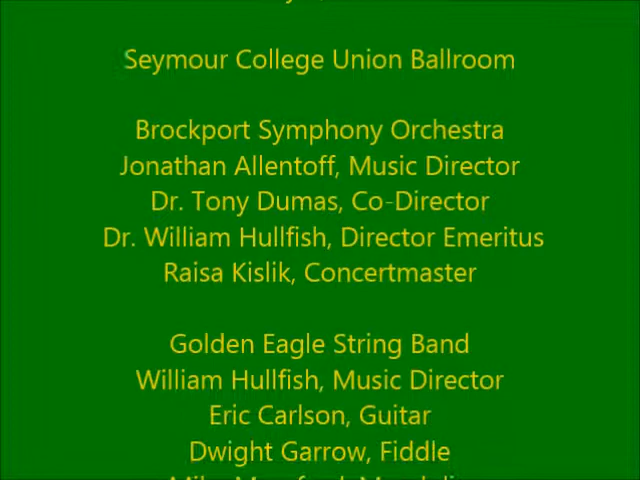 Seymour College Union Ballroom
Brockport Symphony Orchestra
Jonathan Allentoff, Music Director
Dr. Tony Dumas, Co-Director
Dr. William Hullfish, Director Emeritus
Raisa Kislik, Concertmaster
Golden Eagle String Band
William Hullfish, Music Director
Eric Carlson, Guitar
Dwight Garrow, Fiddle